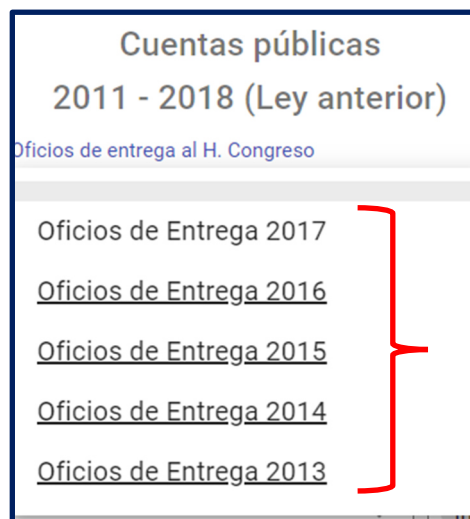 Cuentas públicas
2011 - 2018 (Ley anterior)
Oficios de entrega al H. Congreso
Oficios de Entrega 2017
Oficios de Entrega 2016
Oficios de Entrega 2015
Oficios de Entrega 2014
Oficios de Entrega 2013